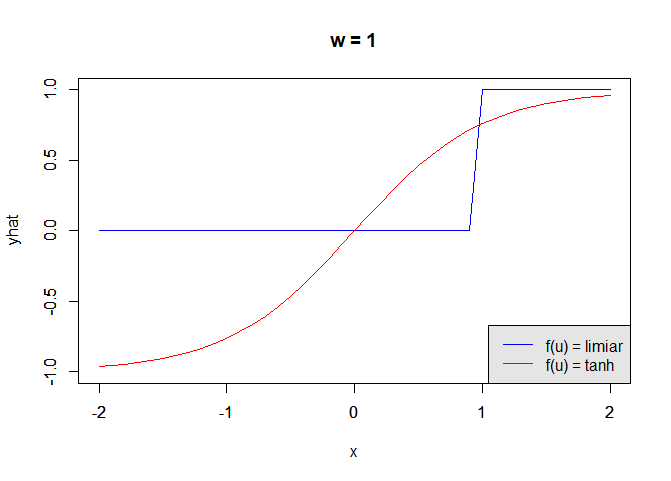 w = 1
yhat
1.0
0.5
0.0
-0.5
-1.0
-2
-1
0
1
2
x
f(u) = limiar
f(u) = tanh